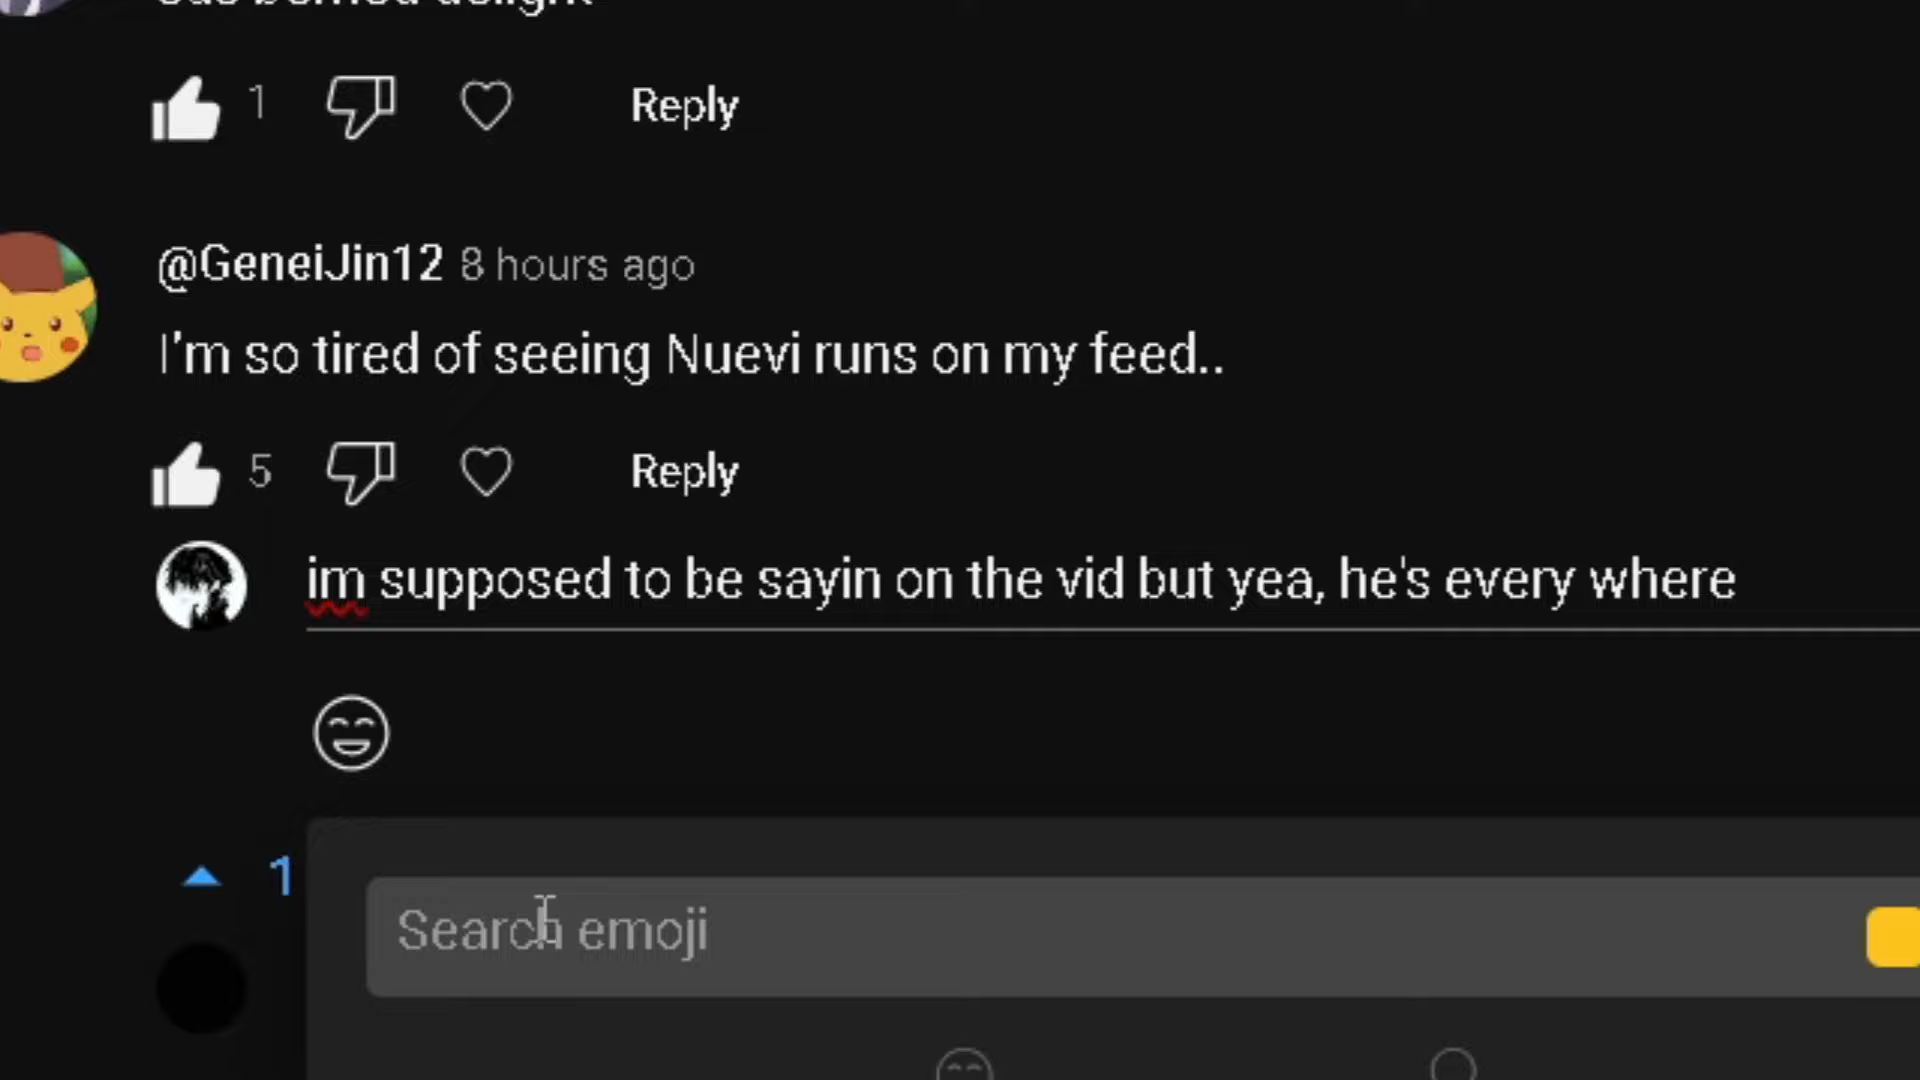 1 Reply
@GeneiJin12 8 hours ago
I'm so tired of seeing Nuevi runs on my feed..
5 Reply
im supposed to be sayin on the vid but yea, he's every where
1
Search emoji